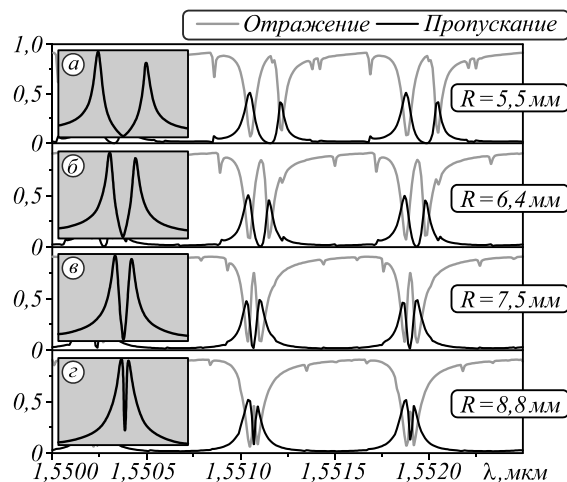 Отражение Пропускание
1,0
а
0,5
R = 5,5 мм
0
б
0,5
R = 6,4 мм
0
в
0,5
R = 7,5 мм
0
г
0,5
R = 8,8 мм
0
1,5500 1,5505 1,5510 1,5515 1,5520 λ, мкм